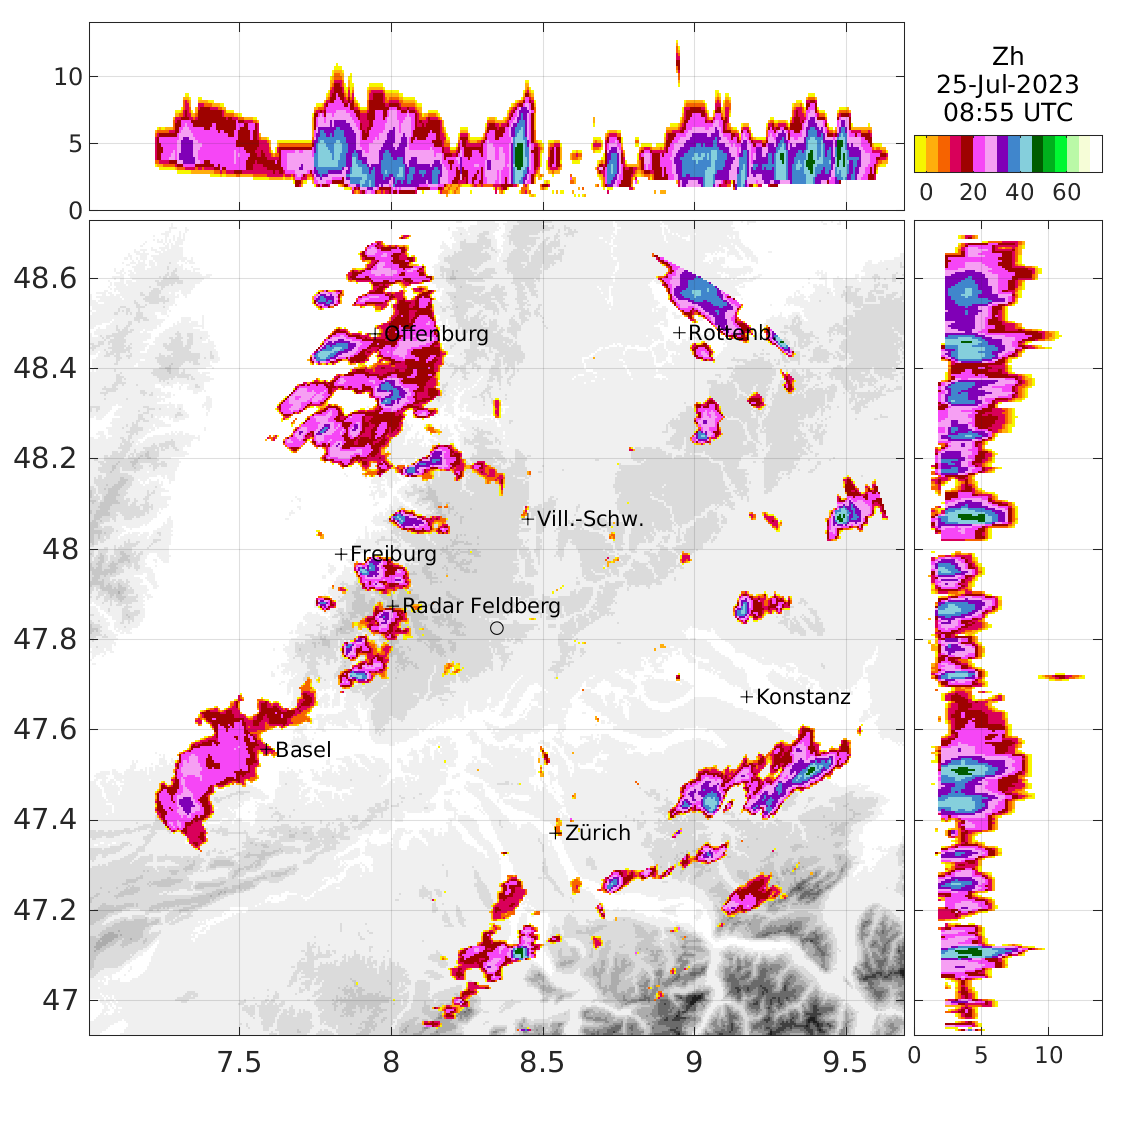 10
5
0
Zh
25-Jul-2023
08:55 UTC
0 20 40 60
48.6
48.4
48.2
48
47.8
47.6
47.4
47.2
47
Offenburg
Rottenb
Vill.-Schw.
Freiburg
Radar Feldberg
Konstanz
Basel
Zürich
7.5 8 8.5 9 9.5
0 5 10